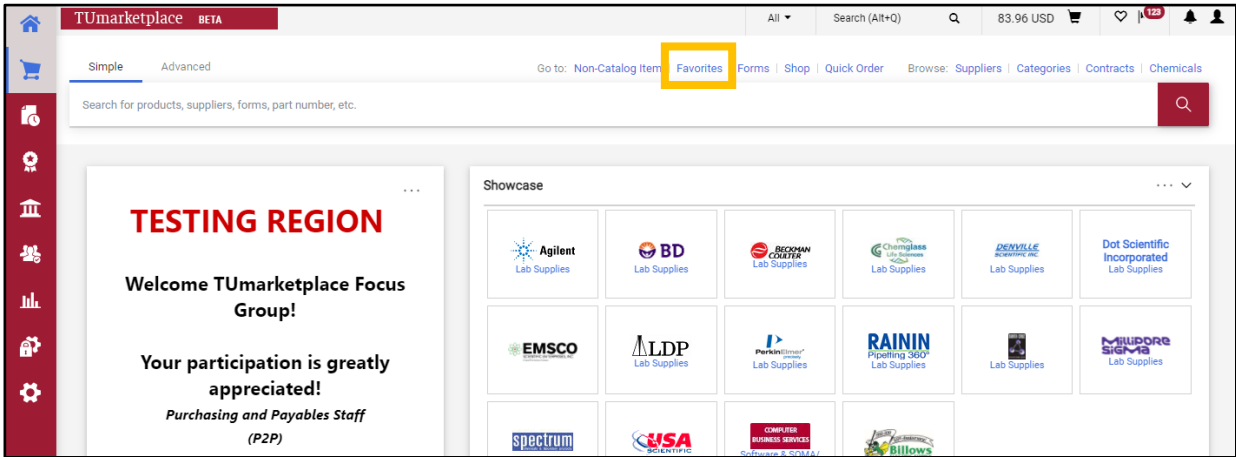 TUmarketplace BETA
All Search (Alt+Q) 83.96 USD 123
Simple Advanced
Go to: Non-Catalog Item | Favorites | Forms | Shop | Quick Order Browse: Suppliers | Categories | Contracts | Chemicals
Search for products, suppliers, forms, part number, etc.
...
TESTING REGION
Welcome TUmarketplace Focus
Group!
Your participation is greatly
appreciated!
Purchasing and Payables Staff
(P2P)
Showcase ...
Agilent
Lab Supplies
BD
Lab Supplies
BECKMAN
COULTER
Lab Supplies
Chemglass
Life Sciences
Lab Supplies
DENVILLE
SCIENTIFIC INC.
Lab Supplies
Dot Scientific
Incorporated
Lab Supplies
EMSCO
LDP
Lab Supplies
PerkinElmer
precisely
Lab Supplies
RAININ
Pipetting 360°
Lab Supplies
Lab Supplies
MILLIPORE
SIGMA
Lab Supplies
spectrum
USA
SCIENTIFIC
COMPUTER
BUSINESS SERVICES
Software & SOMA/
Billows